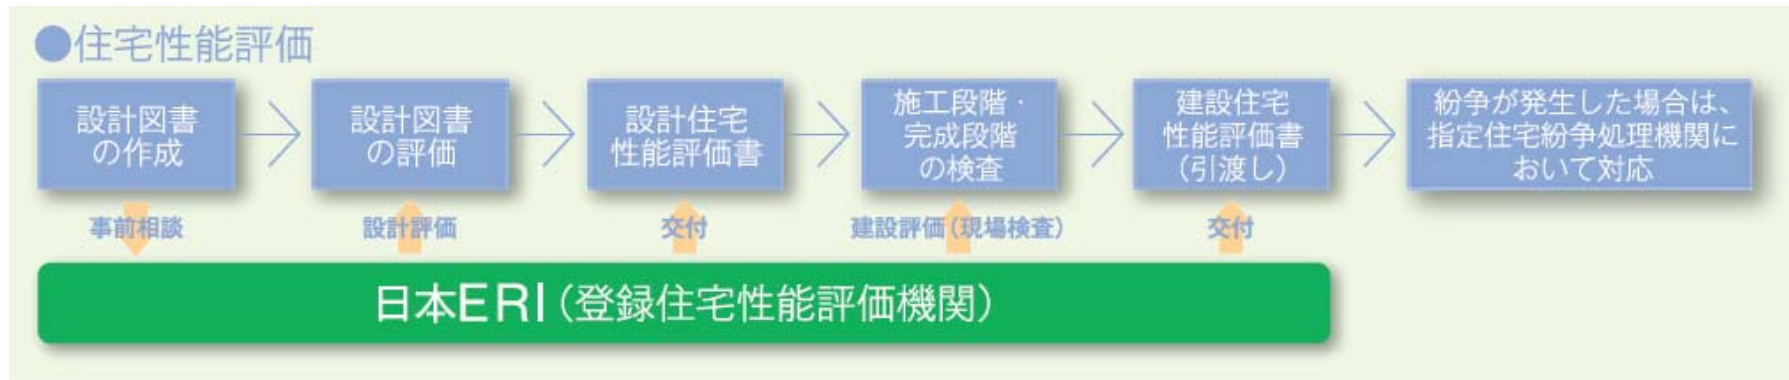 ●住宅性能評価
設計図書
の作成
設計図書
の評価
設計住宅
性能評価書
施工段階・
完成段階
の検査
建設住宅
性能評価書
(引渡し)
紛争が発生した場合は、
指定住宅紛争処理機関に
おいて対応
事前相談
設計評価
交付
建設評価(現場検査)
交付
日本ERI(登録住宅性能評価機関)